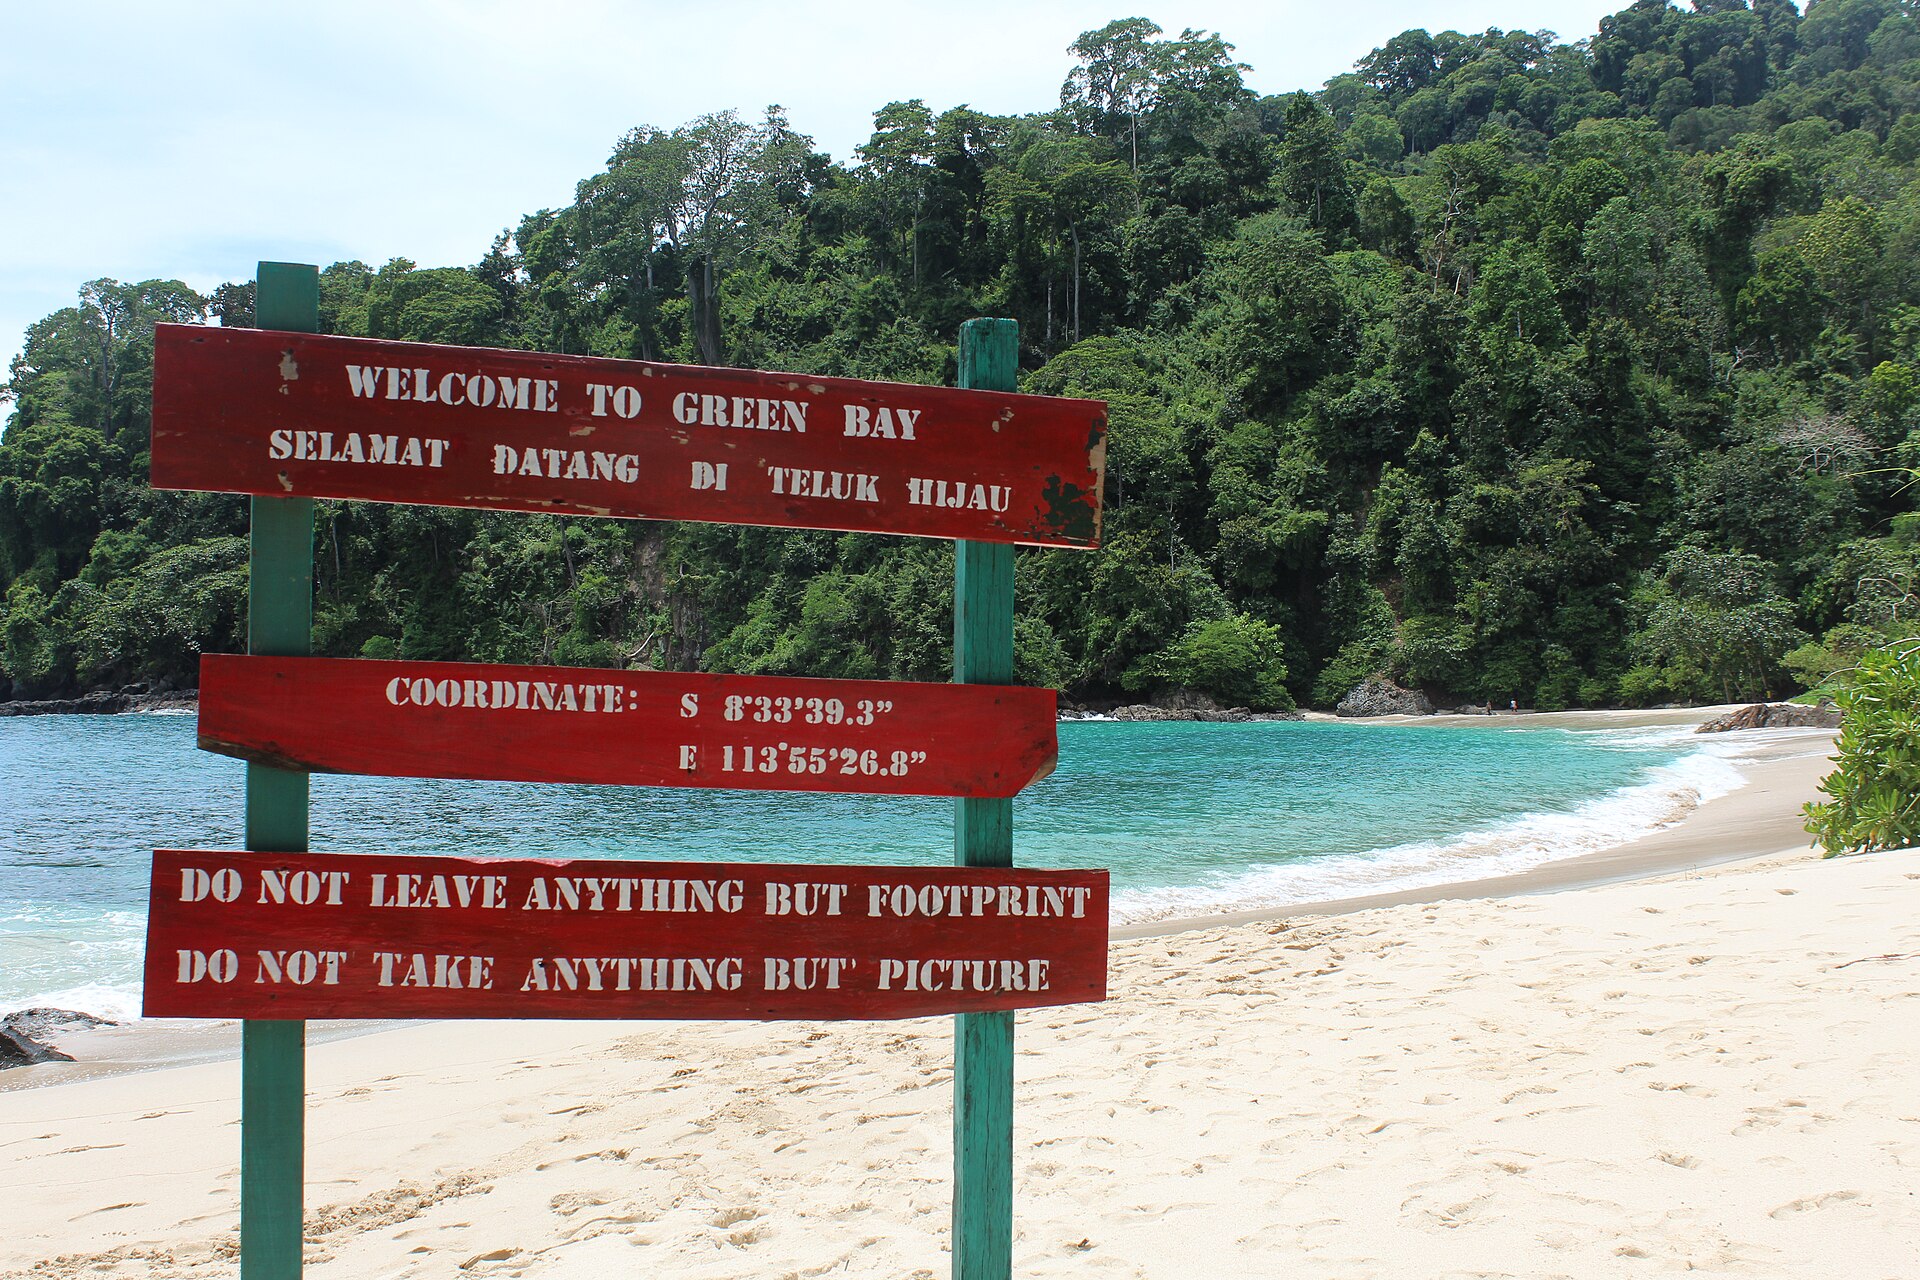 WELCOME TO GREEN BAY
SELAMAT DATANG DI TELUK HIJAU
COORDINATE: S 8°33'39.3”
E 113°55'26.8”
DO NOT LEAVE ANYTHING BUT FOOTPRINT
DO NOT TAKE ANYTHING BUT PICTURE